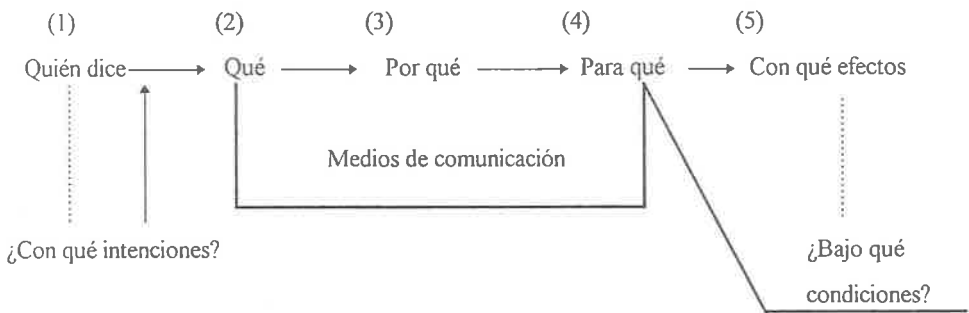 (1) (2) (3) (4) (5)
Quién dice Qué Por qué Para qué Con qué efectos
Medios de comunicación
¿Con qué intenciones? ¿Bajo qué
condiciones?